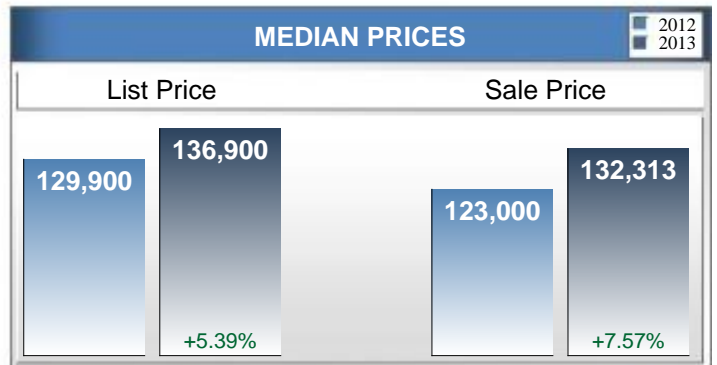 MEDIAN PRICES
2012
2013
List Price
Sale Price
129,900
136,900
123,000
132,313
+5.39%
+7.57%